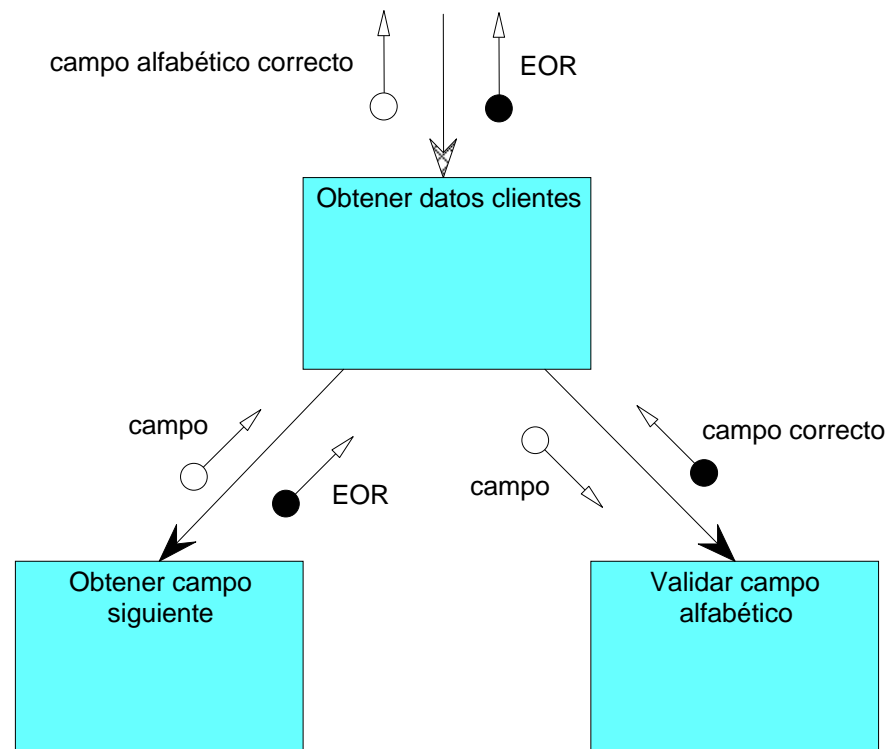 campo alfabético correcto
EOR
Obtener datos clientes
campo
EOR
campo
campo correcto
Obtener campo
siguiente
Validar campo
alfabético